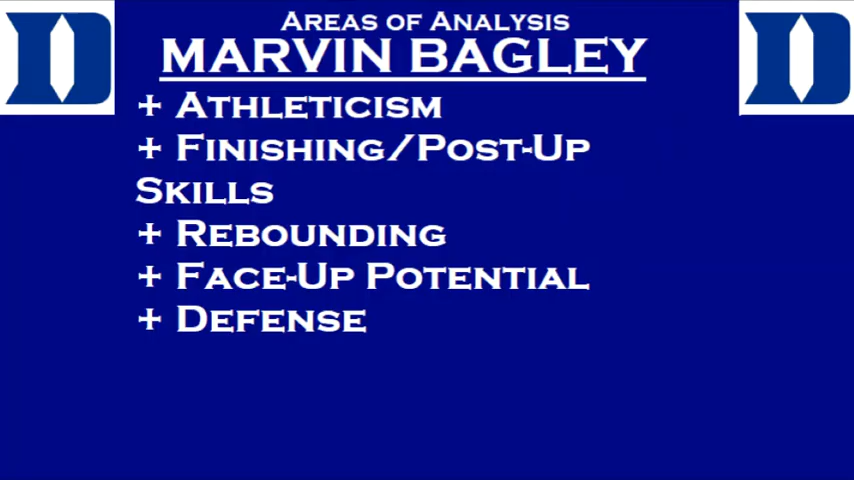 Areas of Analysis
MARVIN BAGLEY
+ Athleticism
+ Finishing/Post-Up
Skills
+ Rebounding
+ Face-Up Potential
+ Defense
D
D